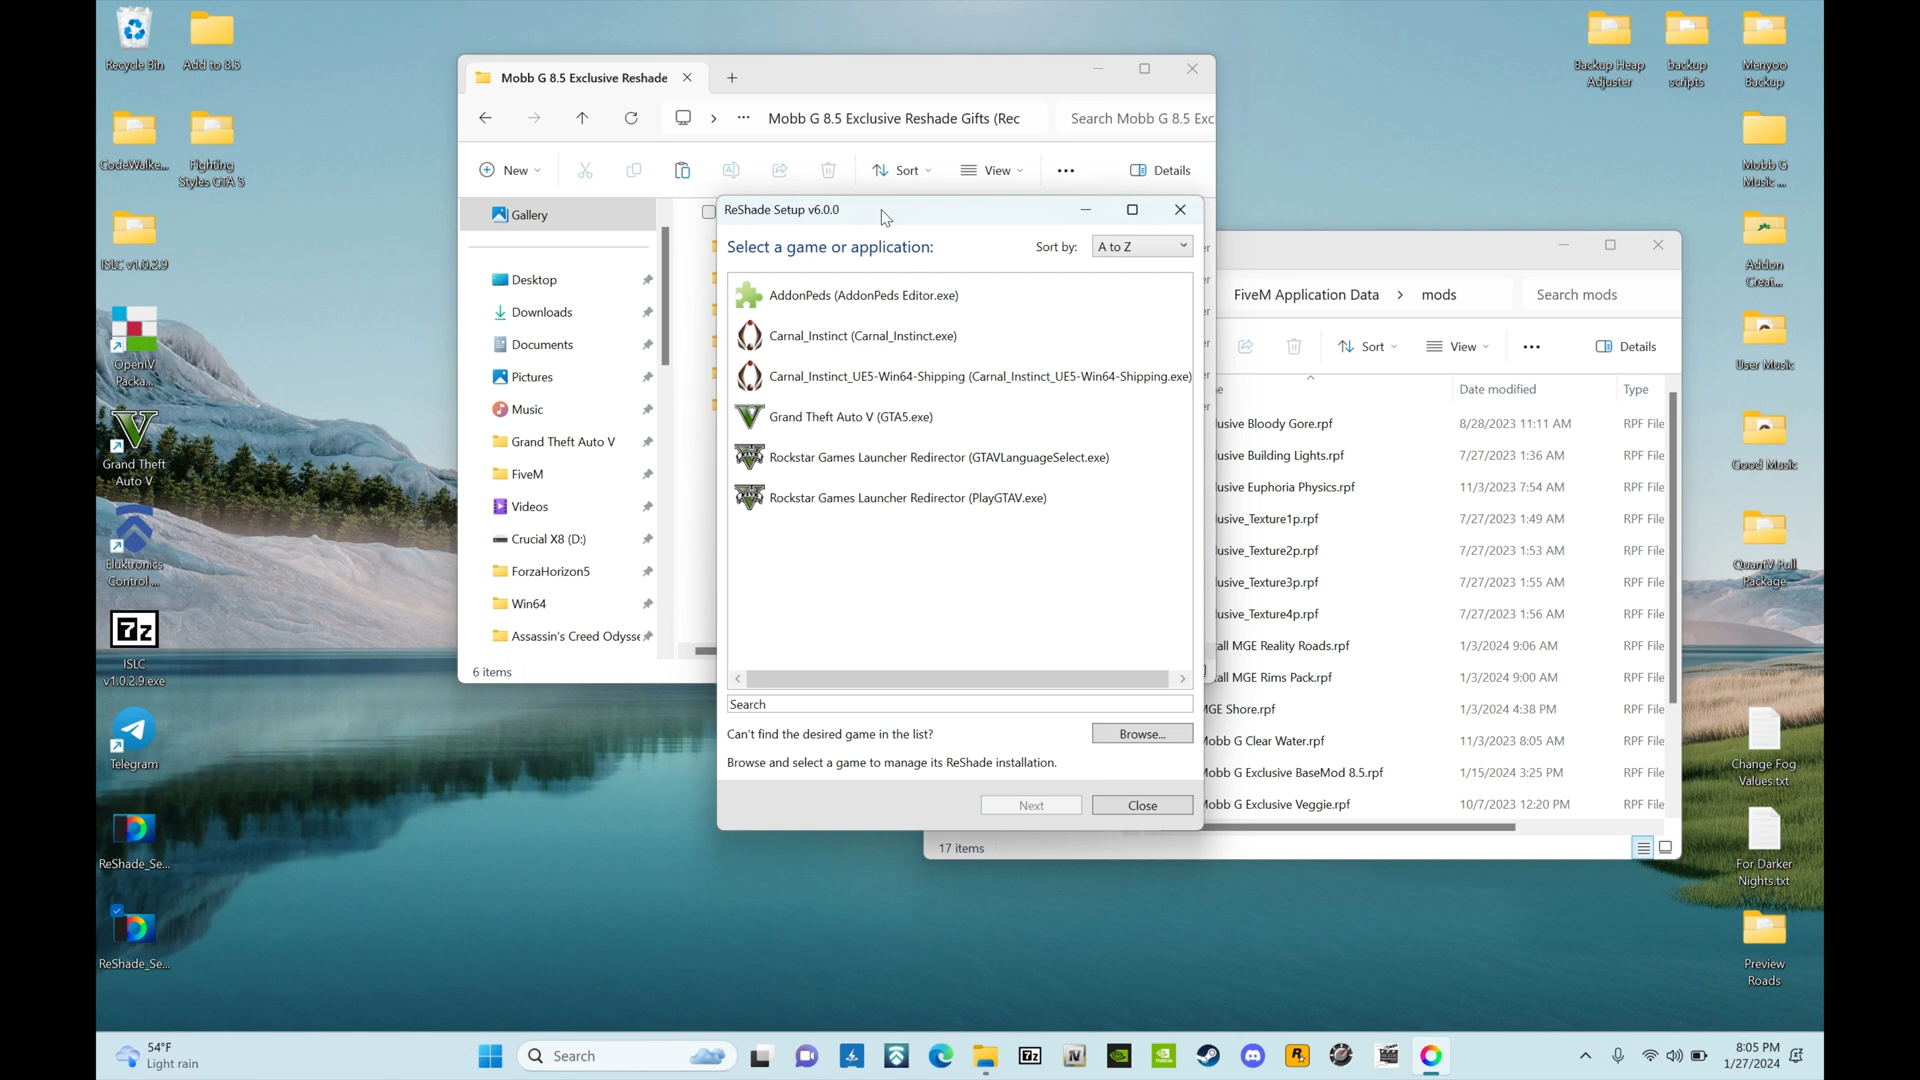 Recycle Bin
Add to 8.5
CodeWalke...
Fighting
Styles GTA 5
ISLC v1.0.2.9
OpenIV
Packa...
Grand Theft
Auto V
Eluktronics
Control ...
7z
ISLC
v1.0.2.9.exe
Telegram
ReShade_Se...
ReShade_Se...
Mobb G 8.5 Exclusive Reshade
Mobb G 8.5 Exclusive Reshade Gifts (Rec
Search Mobb G 8.5 Exc
New
Sort
View
Details
Gallery
Desktop
Downloads
Documents
Pictures
Music
Grand Theft Auto V
FiveM
Videos
Crucial X8 (D:)
ForzaHorizon5
Win64
Assassin's Creed Odysse
6 items
ReShade Setup v6.0.0
Select a game or application:
Sort by:
A to Z
AddonPeds (AddonPeds Editor.exe)
Carnal_Instinct (Carnal_Instinct.exe)
Carnal_Instinct_UE5-Win64-Shipping (Carnal_Instinct_UE5-Win64-Shipping.exe)
Grand Theft Auto V (GTA5.exe)
Rockstar Games Launcher Redirector (GTAVLanguageSelect.exe)
Rockstar Games Launcher Redirector (PlayGTAV.exe)
Search
Can't find the desired game in the list?
Browse...
Browse and select a game to manage its ReShade installation.
Next
Close
FiveM Application Data > mods
Search mods
Sort
View
Details
Date modified
Type
lusive Bloody Gore.rpf 8/28/2023 11:11 AM RPF File
lusive Building Lights.rpf 7/27/2023 1:36 AM RPF File
lusive Euphoria Physics.rpf 11/3/2023 7:54 AM RPF File
lusive_Texture1p.rpf 7/27/2023 1:49 AM RPF File
lusive_Texture2p.rpf 7/27/2023 1:53 AM RPF File
lusive_Texture3p.rpf 7/27/2023 1:55 AM RPF File
lusive_Texture4p.rpf 7/27/2023 1:56 AM RPF File
all MGE Reality Roads.rpf 1/3/2024 9:06 AM RPF File
all MGE Rims Pack.rpf 1/3/2024 9:00 AM RPF File
MGE Shore.rpf 1/3/2024 4:38 PM RPF File
Mobb G Clear Water.rpf 11/3/2023 8:05 AM RPF File
Mobb G Exclusive BaseMod 8.5.rpf 1/15/2024 3:25 PM RPF File
Mobb G Exclusive Veggie.rpf 10/7/2023 12:20 PM RPF File
17 items
Backup Heap
Adjuster
backup
scripts
Menyoo
Backup
Mobb G
Music ...
Addon
Creat...
User Music
Good Music
QuantV Full
Package
Change Fog
Values.txt
For Darker
Nights.txt
Preview
Roads
54°F
Light rain
Search
8:05 PM
1/27/2024